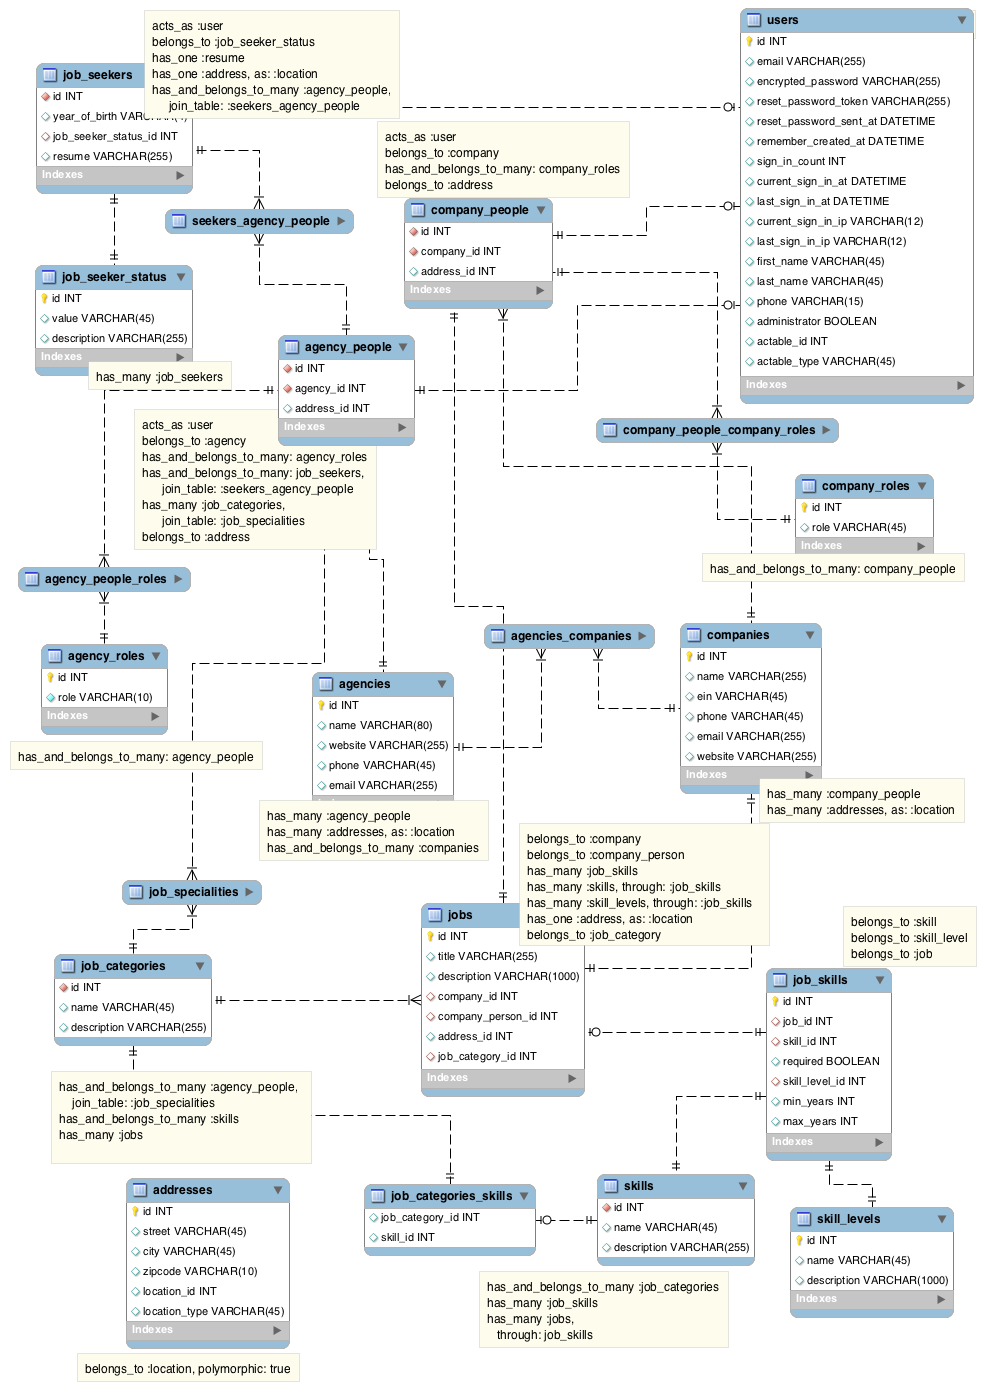 acts_as :user
belongs_to :job_seeker_status
has_one :resume
has_one :address, as: :location
has_and_belongs_to_many :agency_people,
join_table: :seekers_agency_people
job_seekers
id INT
job_seeker_status_id INT
resume VARCHAR(255)
Indexes
users
id INT
email VARCHAR(255)
encrypted_password VARCHAR(255)
reset_password_token VARCHAR(255)
reset_password_sent_at DATETIME
remember_created_at DATETIME
sign_in_count INT
current_sign_in_at DATETIME
last_sign_in_at DATETIME
current_sign_in_ip VARCHAR(12)
last_sign_in_ip VARCHAR(12)
first_name VARCHAR(45)
last_name VARCHAR(45)
phone VARCHAR(15)
administrator BOOLEAN
actable_id INT
actable_type VARCHAR(45)
Indexes
acts_as :user
belongs_to :company
has_and_belongs_to_many: company_roles
belongs_to :address
company_people
id INT
company_id INT
address_id INT
Indexes
seekers_agency_people
job_seeker_status
id INT
value VARCHAR(45)
description VARCHAR(255)
Indexes
has_many :job_seekers
agency_people
id INT
agency_id INT
address_id INT
Indexes
acts_as :user
belongs_to :agency
has_and_belongs_to_many: agency_roles
has_and_belongs_to_many: job_seekers,
join_table: :seekers_agency_people
has_many :job_categories,
join_table: :job_specialities
belongs_to :address
company_people_company_roles
company_roles
id INT
role VARCHAR(45)
Indexes
has_and_belongs_to_many: company_people
agency_people_roles
agency_roles
id INT
role VARCHAR(10)
Indexes
has_and_belongs_to_many: agency_people
agencies_companies
companies
id INT
name VARCHAR(255)
ein VARCHAR(45)
phone VARCHAR(45)
email VARCHAR(255)
website VARCHAR(255)
Indexes
has_many :company_people
has_many :addresses, as: :location
agencies
id INT
name VARCHAR(80)
website VARCHAR(255)
phone VARCHAR(45)
email VARCHAR(255)
has_many :agency_people
has_many :addresses, as: :location
has_and_belongs_to_many :companies
belongs_to :company
belongs_to :company_person
has_many :job_skills
has_many :skills, through: :job_skills
has_many :skill_levels, through: :job_skills
has_one :address, as: :location
belongs_to :job_category
job_specialities
jobs
id INT
title VARCHAR(255)
description VARCHAR(1000)
company_id INT
company_person_id INT
address_id INT
job_category_id INT
Indexes
belongs_to :skill
belongs_to :skill_level
belongs_to :job
job_skills
id INT
job_id INT
skill_id INT
required BOOLEAN
skill_level_id INT
min_years INT
max_years INT
Indexes
job_categories
id INT
name VARCHAR(45)
description VARCHAR(255)
has_and_belongs_to_many :agency_people,
join_table: :job_specialities
has_and_belongs_to_many :skills
has_many :jobs
addresses
id INT
street VARCHAR(45)
city VARCHAR(45)
zipcode VARCHAR(10)
location_id INT
location_type VARCHAR(45)
Indexes
belongs_to :location, polymorphic: true
job_categories_skills
job_category_id INT
skill_id INT
skills
id INT
name VARCHAR(45)
description VARCHAR(255)
has_and_belongs_to_many :job_categories
has_many :job_skills
has_many :jobs,
through: job_skills
skill_levels
id INT
name VARCHAR(45)
description VARCHAR(1000)
Indexes